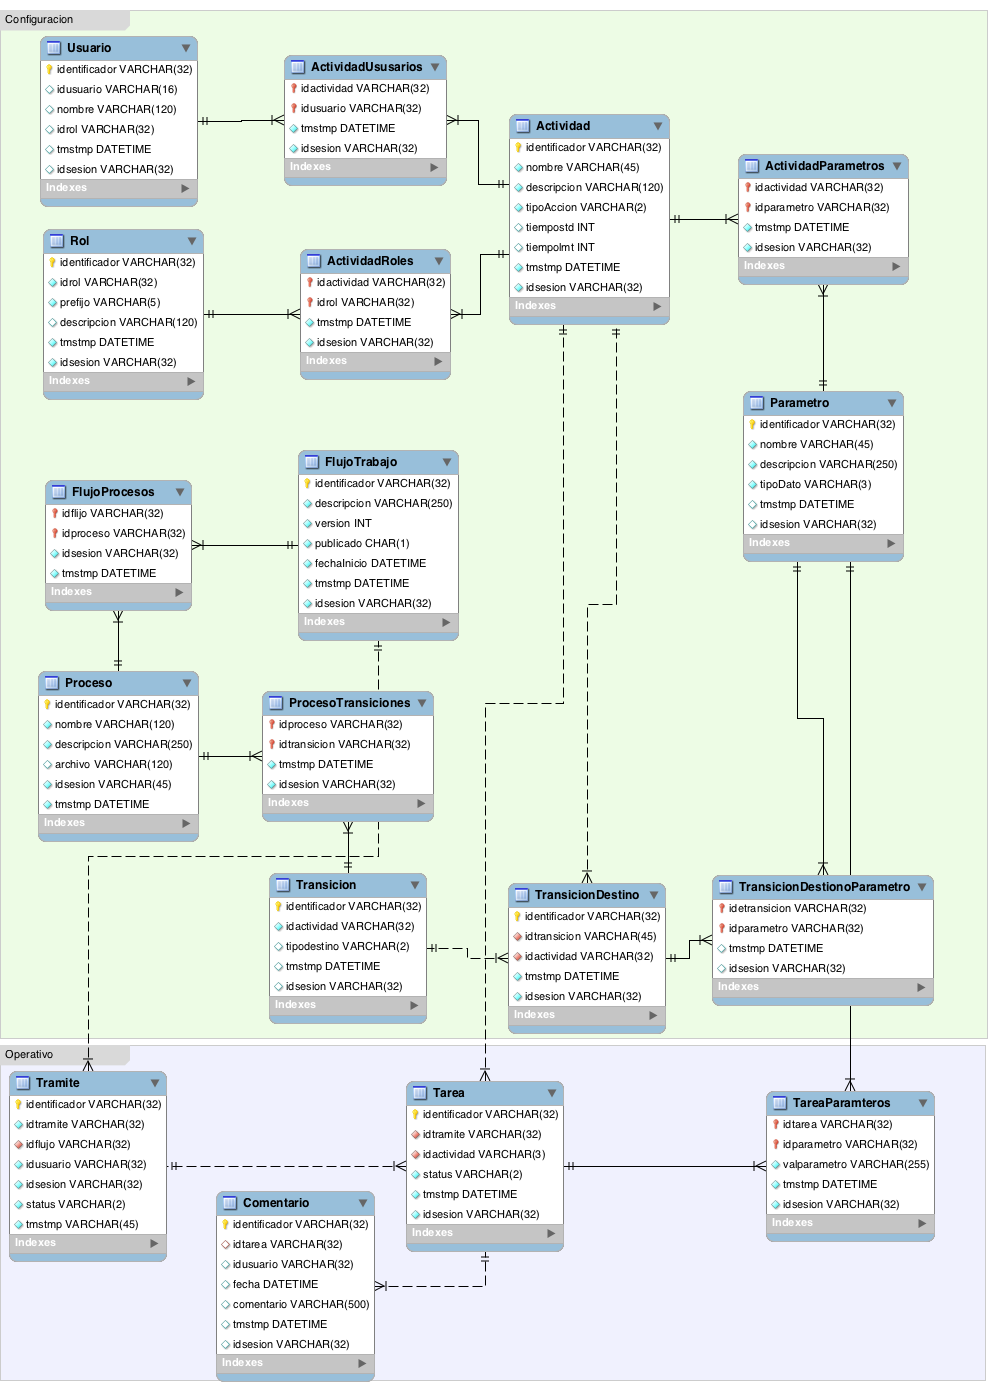 Configuracion
Usuario
identificador VARCHAR(32)
idusuario VARCHAR(16)
nombre VARCHAR(120)
idrol VARCHAR(32)
tmstmp DATETIME
idsesion VARCHAR(32)
Indexes
ActividadUsusarios
idactividad VARCHAR(32)
idusuario VARCHAR(32)
tmstmp DATETIME
idsesion VARCHAR(32)
Indexes
Actividad
identificador VARCHAR(32)
nombre VARCHAR(45)
descripcion VARCHAR(120)
tipoAccion VARCHAR(2)
tiempostd INT
tiempolmt INT
tmstmp DATETIME
idsesion VARCHAR(32)
Indexes
ActividadParametros
idactividad VARCHAR(32)
idparametro VARCHAR(32)
tmstmp DATETIME
idsesion VARCHAR(32)
Indexes
Rol
identificador VARCHAR(32)
idrol VARCHAR(32)
prefijo VARCHAR(5)
descripcion VARCHAR(120)
tmstmp DATETIME
idsesion VARCHAR(32)
Indexes
ActividadRoles
idactividad VARCHAR(32)
idrol VARCHAR(32)
tmstmp DATETIME
idsesion VARCHAR(32)
Indexes
Parametro
identificador VARCHAR(32)
nombre VARCHAR(45)
descripcion VARCHAR(250)
tipoDato VARCHAR(3)
tmstmp DATETIME
idsesion VARCHAR(32)
Indexes
FlujoProcesos
idflijo VARCHAR(32)
idproceso VARCHAR(32)
idsesion VARCHAR(32)
tmstmp DATETIME
Indexes
FlujoTrabajo
identificador VARCHAR(32)
descripcion VARCHAR(250)
version INT
publicado CHAR(1)
fechaInicio DATETIME
tmstmp DATETIME
idsesion VARCHAR(32)
Indexes
Proceso
identificador VARCHAR(32)
nombre VARCHAR(120)
descripcion VARCHAR(250)
archivo VARCHAR(120)
idsesion VARCHAR(45)
tmstmp DATETIME
Indexes
ProcesoTransiciones
idproceso VARCHAR(32)
idtransicion VARCHAR(32)
tmstmp DATETIME
idsesion VARCHAR(32)
Indexes
Transicion
identificador VARCHAR(32)
idactividad VARCHAR(32)
tipodestino VARCHAR(2)
tmstmp DATETIME
idsesion VARCHAR(32)
Indexes
TransicionDestino
identificador VARCHAR(32)
idtransicion VARCHAR(45)
idactividad VARCHAR(32)
tmstmp DATETIME
idsesion VARCHAR(32)
Indexes
TransicionDestionoParametro
idetransicion VARCHAR(32)
idparametro VARCHAR(32)
tmstmp DATETIME
idsesion VARCHAR(32)
Indexes
Operativo
Tramite
identificador VARCHAR(32)
idtramite VARCHAR(32)
idflujo VARCHAR(32)
idusuario VARCHAR(32)
idsesion VARCHAR(32)
status VARCHAR(2)
tmstmp VARCHAR(45)
Indexes
Tarea
identificador VARCHAR(32)
idtramite VARCHAR(32)
idactividad VARCHAR(3)
status VARCHAR(2)
tmstmp DATETIME
idsesion VARCHAR(32)
Indexes
TareaParamteros
idtarea VARCHAR(32)
idparametro VARCHAR(32)
valparametro VARCHAR(255)
tmstmp DATETIME
idsesion VARCHAR(32)
Indexes
Comentario
identificador VARCHAR(32)
idtarea VARCHAR(32)
idusuario VARCHAR(32)
fecha DATETIME
comentario VARCHAR(500)
tmstmp DATETIME
idsesion VARCHAR(32)
Indexes